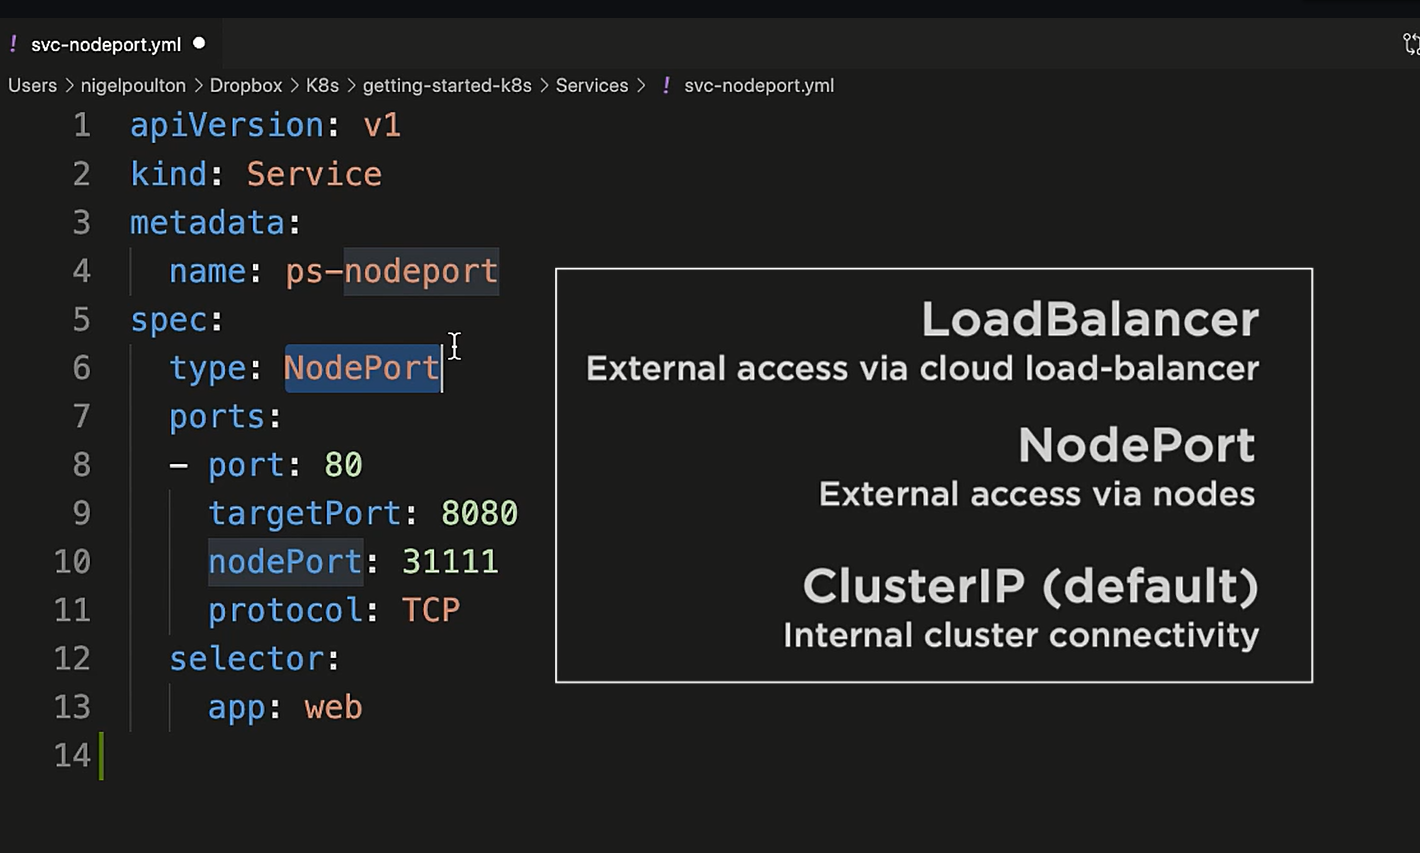 ! svc-nodeport.yml ●
Users > nigelpoulton > Dropbox > K8s > getting-started-k8s > Services > ! svc-nodeport.yml
1 apiVersion: v1
2 kind: Service
3 metadata:
4   name: ps-nodeport
5 spec:
6   type: NodePort
7   ports:
8   - port: 80
9     targetPort: 8080
10     nodePort: 31111
11     protocol: TCP
12   selector:
13     app: web
14
LoadBalancer
External access via cloud load-balancer
NodePort
External access via nodes
ClusterIP (default)
Internal cluster connectivity